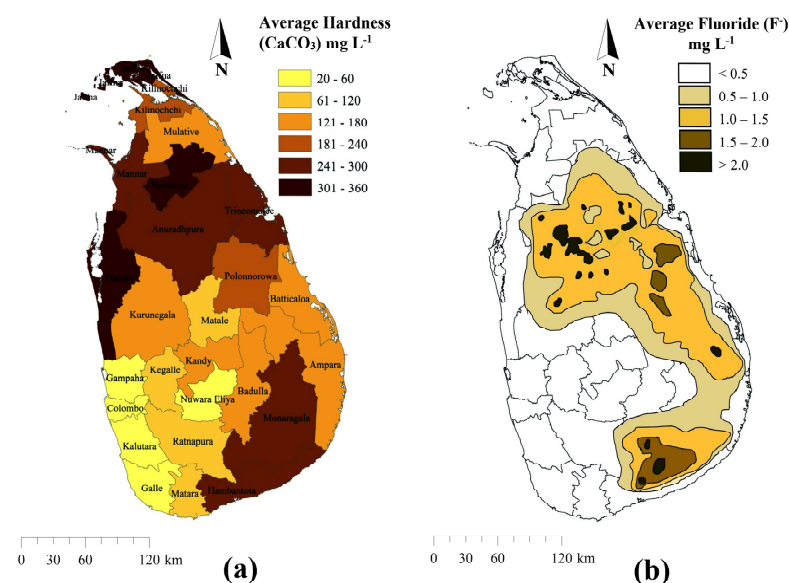 Average Hardness
(CaCO₃) mg L⁻¹
N
20 - 60
61 - 120
121 - 180
181 - 240
241 - 300
301 - 360
Jaffna
Kilinochchi
Kilinochchi
Mulative
Mannar
Mannar
Trincomalee
Anuradhapura
Polonnorowa
Batticaloa
Kurunegala
Matale
Kandy
Kegalle
Ampara
Gampaha
Nuwara Eliya
Badulla
Colombo
Monaragala
Kalutara
Ratnapura
Galle
Matara
Hambantota
0 30 60 120 km
(a)
Average Fluoride (F⁻)
mg L⁻¹
N
< 0.5
0.5 – 1.0
1.0 – 1.5
1.5 – 2.0
> 2.0
0 30 60 120 km
(b)